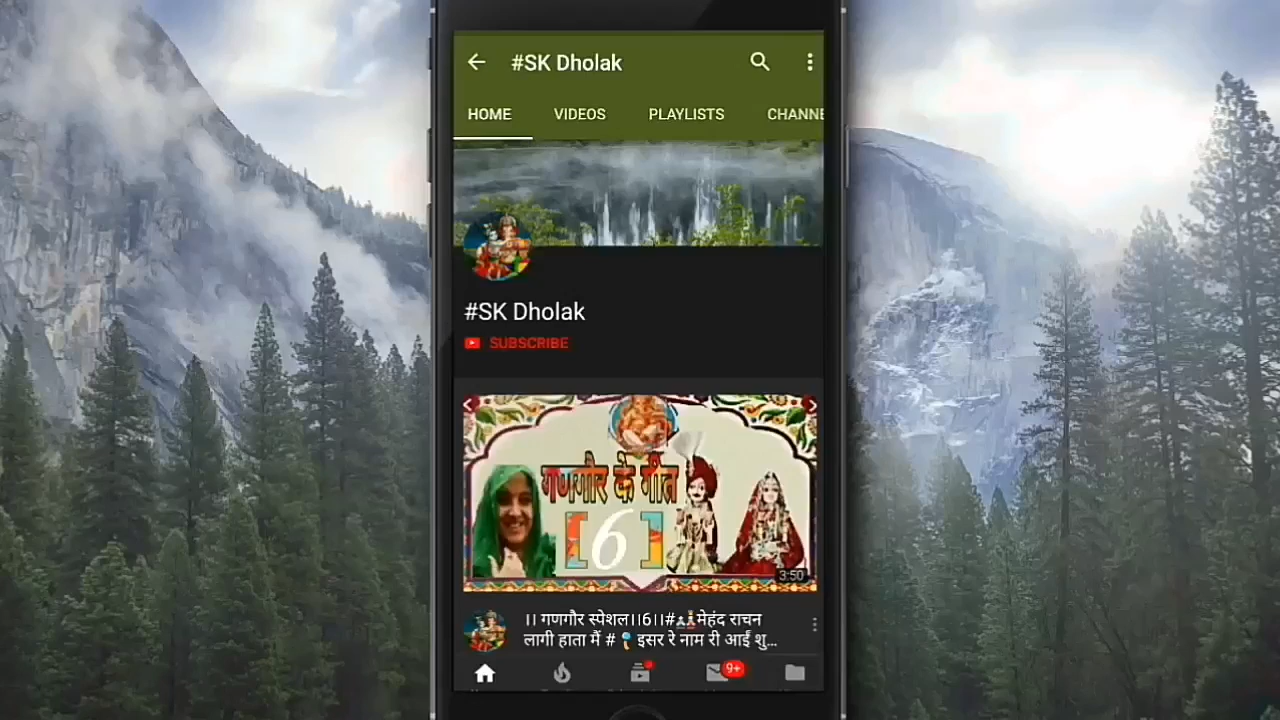 #SK Dholak
HOME VIDEOS PLAYLISTS CHANNE
#SK Dholak
SUBSCRIBE
गणगौर के गीत
[6]
3:50
।। गणगौर स्पेशल।।6।।#मेहंद राचन
लागी हाता मैं # इसर रे नाम री आईं शु...
9+